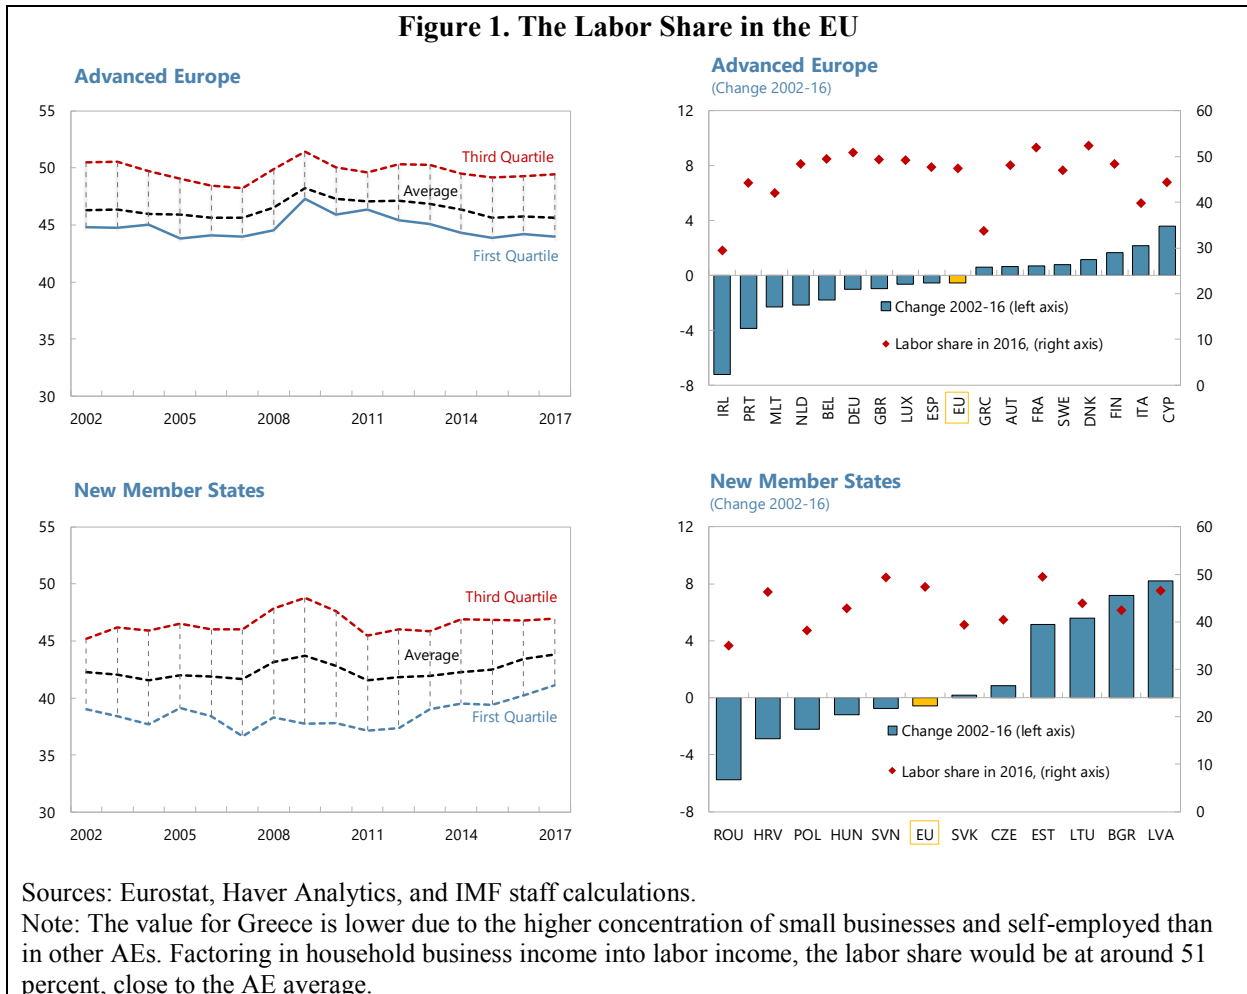 Figure 1. The Labor Share in the EU
Advanced Europe
55
50
45
40
35
30
Third Quartile
Average
First Quartile
2002 2005 2008 2011 2014 2017
Advanced Europe
(Change 2002-16)
12
8
4
0
-4
-8
60
50
40
30
20
10
0
Change 2002-16 (left axis)
Labor share in 2016, (right axis)
IRL PRT MLT NLD BEL DEU GBR LUX ESP EU GRC AUT FRA SWE DNK FIN ITA CYP
New Member States
55
50
45
40
35
30
Third Quartile
Average
First Quartile
2002 2005 2008 2011 2014 2017
New Member States
(Change 2002-16)
12
8
4
0
-4
-8
60
50
40
30
20
10
0
Change 2002-16 (left axis)
Labor share in 2016, (right axis)
ROU HRV POL HUN SVN EU SVK CZE EST LTU BGR LVA
Sources: Eurostat, Haver Analytics, and IMF staff calculations.
Note: The value for Greece is lower due to the higher concentration of small businesses and self-employed than
in other AEs. Factoring in household business income into labor income, the labor share would be at around 51
percent, close to the AE average.